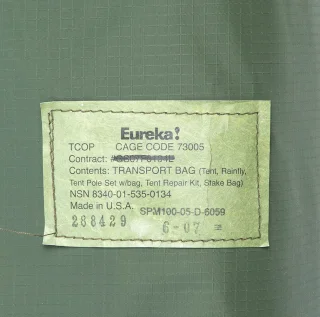 Eureka!
TCOP CAGE CODE 73005
Contract:
Contents: TRANSPORT BAG (Tent, Rainfly,
Tent Pole Set w/bag, Tent Repair Kit, Stake Bag)
NSN 8340-01-535-0134
Made in U.S.A. SPM100-05-D-6059
288429 6-07